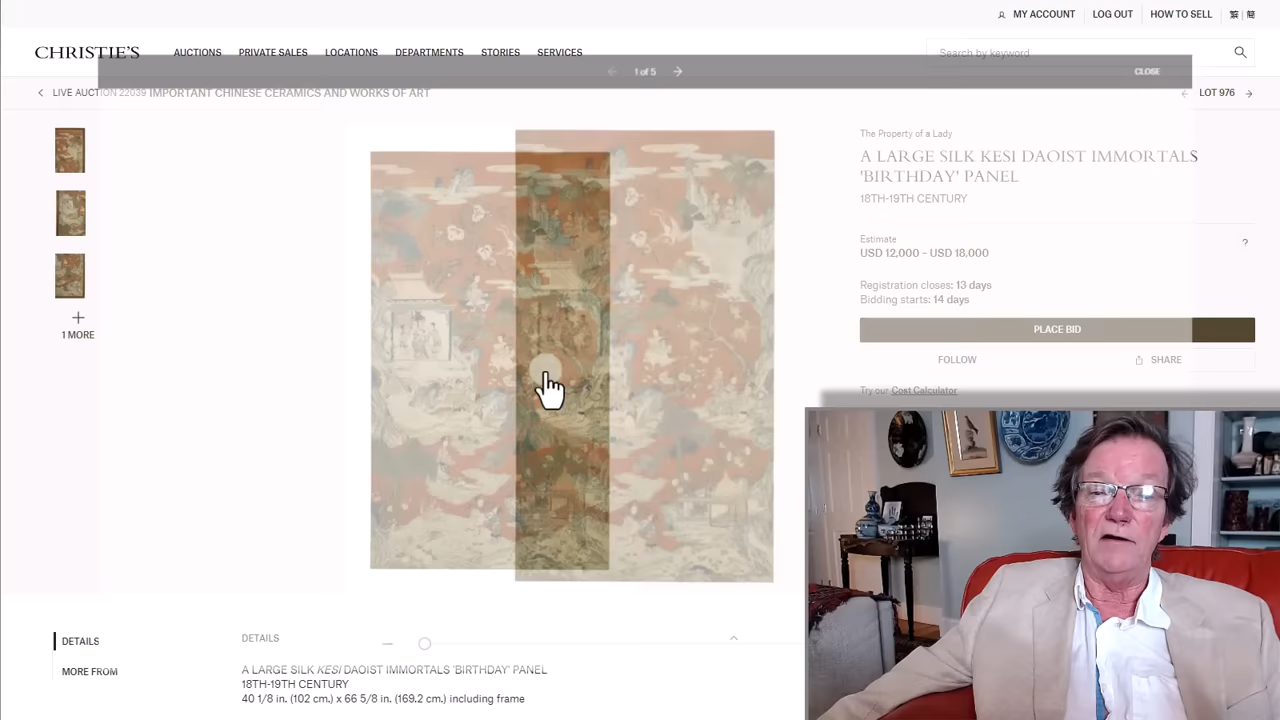 MY ACCOUNT LOG OUT HOW TO SELL 繁 | 簡
CHRISTIE'S AUCTIONS PRIVATE SALES LOCATIONS DEPARTMENTS STORIES SERVICES Search by keyword
1 of 5 CLOSE
LIVE AUCTION 22039 IMPORTANT CHINESE CERAMICS AND WORKS OF ART LOT 976
The Property of a Lady
A LARGE SILK KESI DAOIST IMMORTALS
'BIRTHDAY' PANEL
18TH-19TH CENTURY
Estimate
USD 12,000 - USD 18,000
?
Registration closes: 13 days
Bidding starts: 14 days
PLACE BID
1 MORE
FOLLOW SHARE
Try our Cost Calculator
DETAILS
MORE FROM
DETAILS
A LARGE SILK KESI DAOIST IMMORTALS 'BIRTHDAY' PANEL
18TH-19TH CENTURY
40 1/8 in. (102 cm.) x 66 5/8 in. (169.2 cm.) including frame